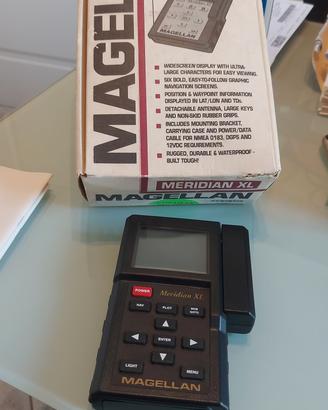 MAGEL
WIDESCREEN DISPLAY WITH ULTRA-
LARGE CHARACTERS FOR EASY VIEWING.
SIX BOLD, EASY-TO-FOLLOW GRAPHIC
NAVIGATION SCREENS.
POSITION & WAYPOINT INFORMATION
DISPLAYED IN LAT/LON AND TDs.
DETACHABLE ANTENNA, LARGE KEYS
AND NON-SKID RUBBER GRIPS.
INCLUDES MOUNTING BRACKET,
CARRYING CASE AND POWER/DATA
CABLE FOR NMEA 0183, DGPS AND
12VDC REQUIREMENTS.
RUGGED, DURABLE & WATERPROOF -
BUILT TOUGH!
MAGELLAN
MERIDIAN XL
MAGELLAN
POWER Meridian XL
NAV PLOT
ENTER
LIGHT MENU
MAGELLAN